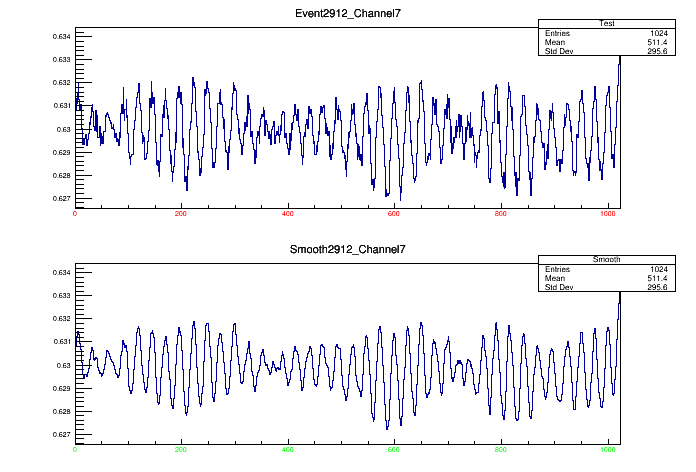 Event2912_Channel7
Test
Entries 1024
Mean 511.4
Std Dev 295.6
0.634
0.633
0.632
0.631
0.63
0.629
0.628
0.627
0 200 400 600 800 1000
Smooth2912_Channel7
Smooth
Entries 1024
Mean 511.4
Std Dev 295.6
0.634
0.633
0.632
0.631
0.63
0.629
0.628
0.627
0 200 400 600 800 1000